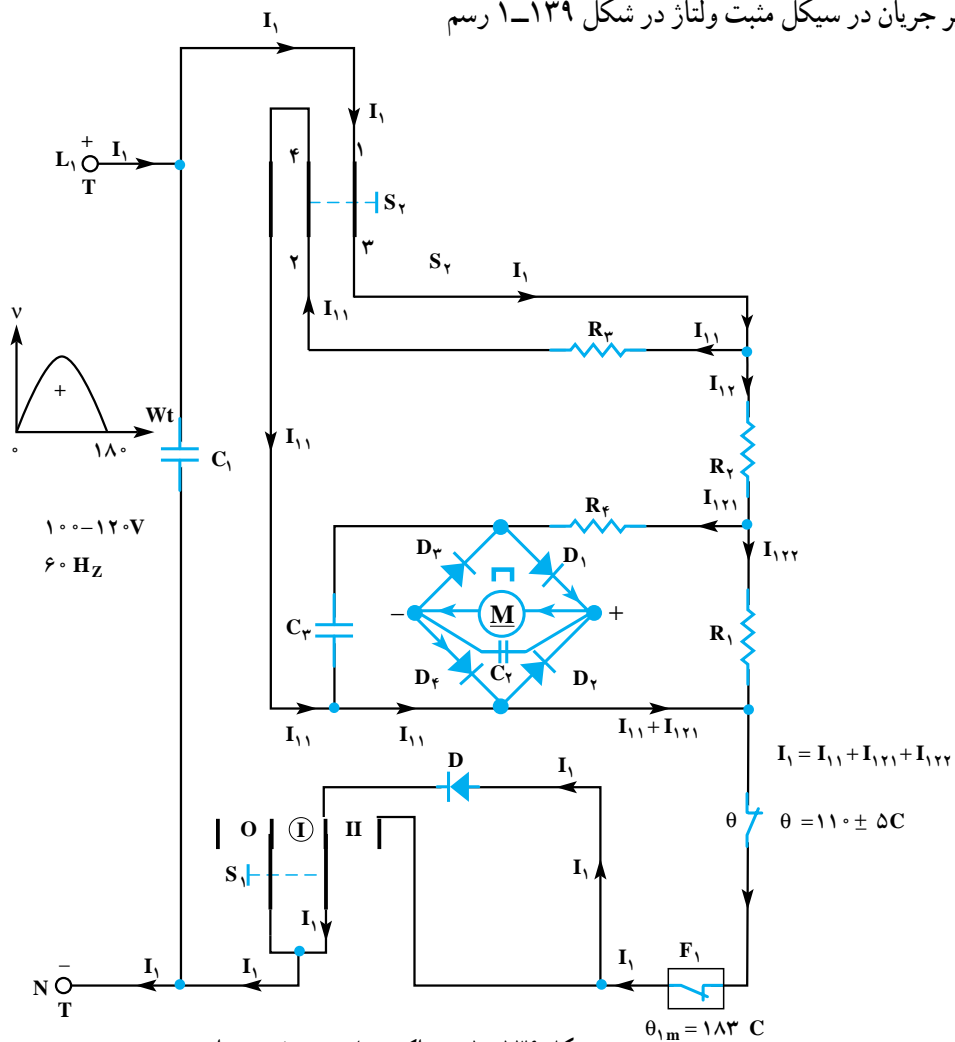 ر جریان در سیکل مثبت ولتاژ در شکل ۱۳۹ــ۱ رسم
I۱
I۱
+
L۱ I۱
T
۴ ۱
S۲
۲ ۳
S۲ I۱
I۱۱
R۳ I۱۱
ν
+
Wt
۰ ۱۸۰
C۱
۱۰۰–۱۲۰V
۶۰ HZ
I۱۱
I۱۲
R۲
I۱۲۱
R۴
I۱۲۲
D۳ D۱
– M +
C۳
C۲
D۴ D۲
R۱
I۱۱ I۱۱ I۱۱+I۱۲۱
I۱ = I۱۱+I۱۲۱+I۱۲۲
D I۱
θ θ =۱۱۰± ۵C
O I II
S۱
I۱
I۱
F۱
–
N I۱ I۱ I۱
T
θ۱m = ۱۸۳ C